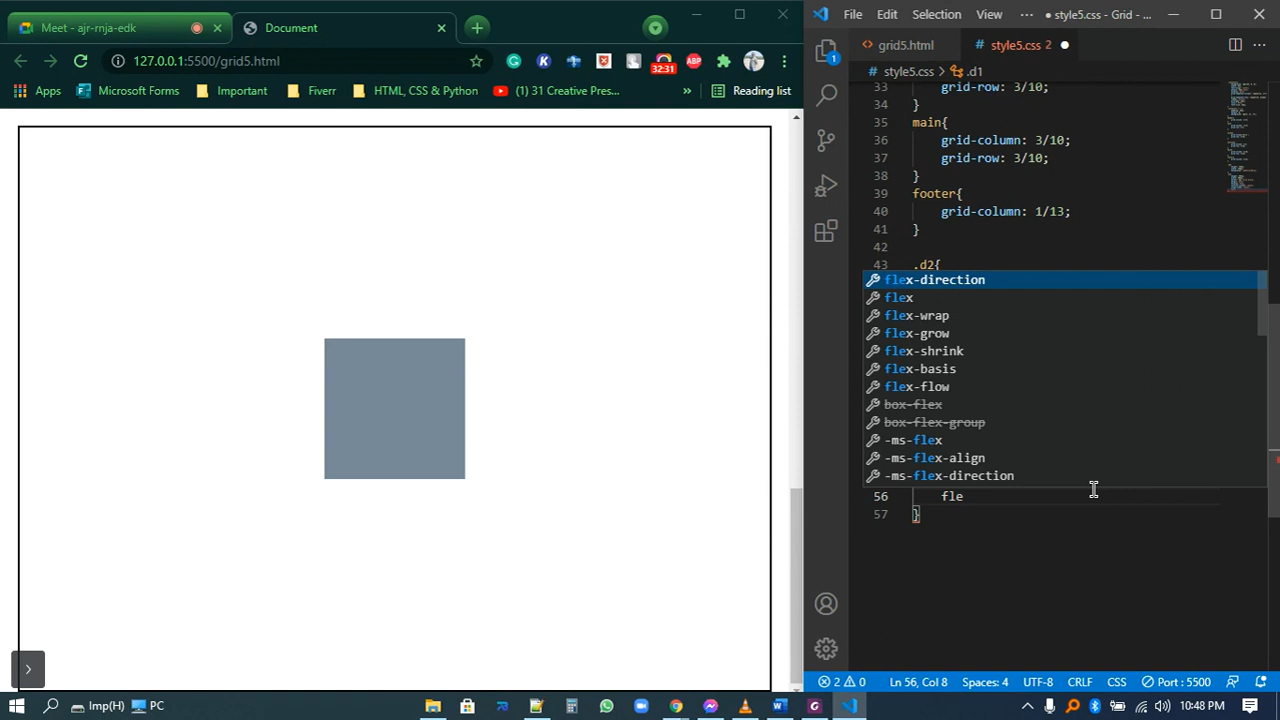 Meet - ajr-rnja-edk
Document
127.0.0.1:5500/grid5.html
ABP
32:31
Apps
Microsoft Forms
Important
Fiverr
HTML, CSS & Python
(31) Creative Pres...
»
Reading list
File Edit Selection View ··· ● style5.css - Grid - ...
grid5.html
# style5.css 2 ●
# style5.css > .d1
1
33 grid-row: 3/10;
34 }
35 main{
36 grid-column: 3/10;
37 grid-row: 3/10;
38 }
39 footer{
40 grid-column: 1/13;
41 }
42
43 .d2{
flex-direction
flex
flex-wrap
flex-grow
flex-shrink
flex-basis
flex-flow
box-flex
box-flex-group
-ms-flex
-ms-flex-align
-ms-flex-direction
56 fle
57 }
2 0 Ln 56, Col 8 Spaces: 4 UTF-8 CRLF CSS Port : 5500
Imp(H) PC
10:48 PM